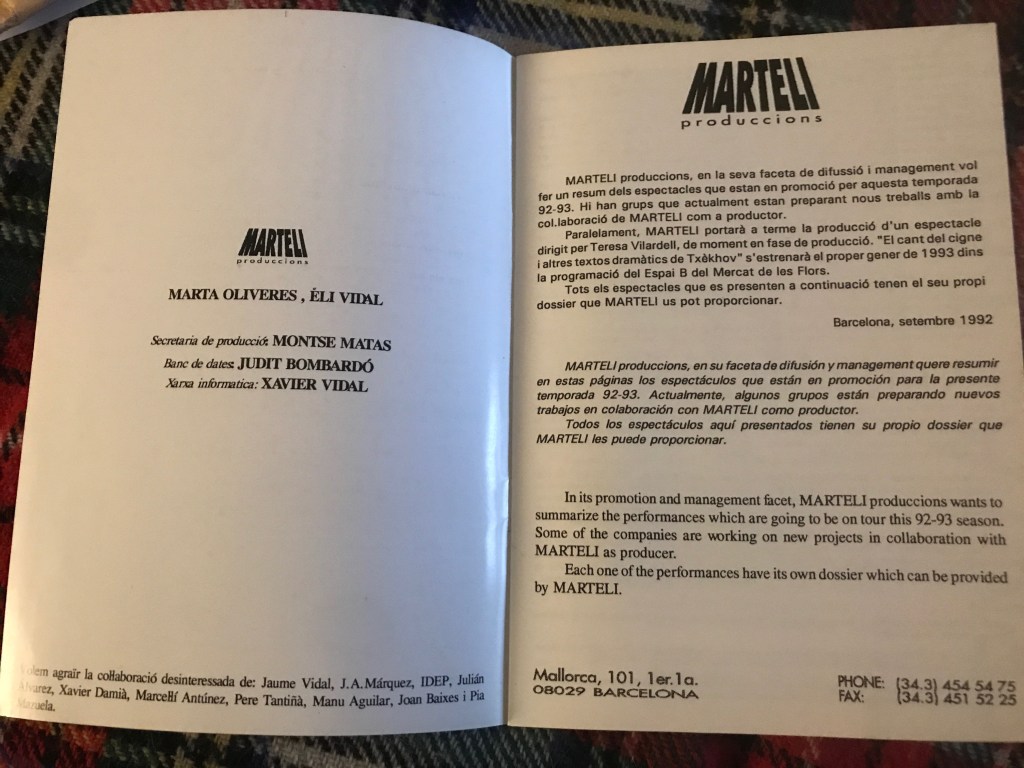 MARTELI
produccions
MARTA OLIVERES , ÉLI VIDAL
Secretaria de producció: MONTSE MATAS
Banc de dates: JUDIT BOMBARDÓ
Xarxa informatica: XAVIER VIDAL
agraïr la col·laboració desinteressada de: Jaume Vidal, J.A.Márquez, IDEP, Julián
Xavier Damià, Marcel·lí Antúnez, Pere Tantiñà, Manu Aguilar, Joan Baixes i Pia
MARTELI
produccions
MARTELI produccions, en la seva faceta de difussió i management vol
fer un resum dels espectacles que estan en promoció per aquesta temporada
92-93. Hi han grups que actualment estan preparant nous treballs amb la
col.laboració de MARTELI com a productor.
Paralelament, MARTELI portarà a terme la producció d'un espectacle
dirigit per Teresa Vilardell, de moment en fase de producció. "El cant del cigne
i altres textos dramàtics de Txèkhov" s'estrenarà el proper gener de 1993 dins
la programació del Espai B del Mercat de les Flors.
Tots els espectacles que es presenten a continuació tenen el seu propi
dossier que MARTELI us pot proporcionar.
Barcelona, setembre 1992
MARTELI produccions, en su faceta de difusión y management quere resumir
en estas páginas los espectáculos que están en promoción para la presente
temporada 92-93. Actualmente, algunos grupos están preparando nuevos
trabajos en colaboración con MARTELI como productor.
Todos los espectáculos aquí presentados tienen su propio dossier que
MARTELI les puede proporcionar.
In its promotion and management facet, MARTELI produccions wants to
summarize the performances which are going to be on tour this 92-93 season.
Some of the companies are working on new projects in collaboration with
MARTELI as producer.
Each one of the performances have its own dossier which can be provided
by MARTELI.
Mallorca, 101, 1er.1a.
08029 BARCELONA
PHONE: (34.3) 454 54 75
FAX: (34.3) 451 52 25